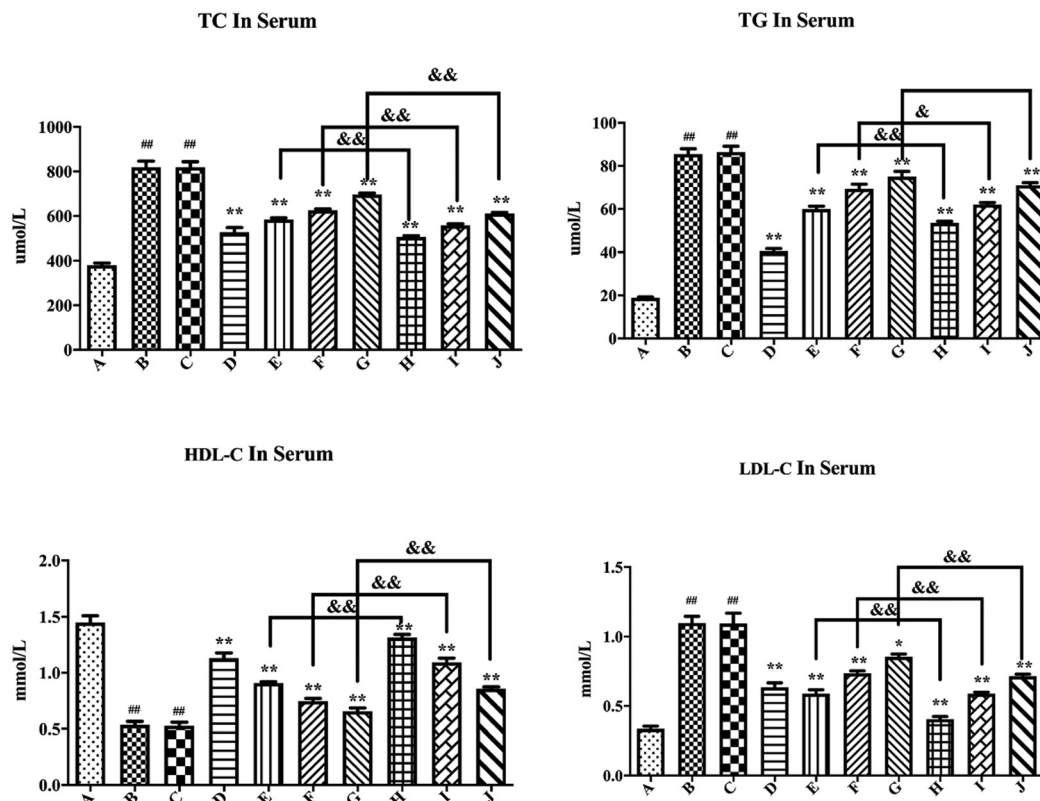 TC In Serum
&&
&&
&&
##
##
**
**
**
**
**
**
**
umol/L
1000
800
600
400
200
0
A
B
C
D
E
F
G
H
I
J
TG In Serum
&
&&
##
##
**
**
**
**
**
**
**
umol/L
100
80
60
40
20
0
A
B
C
D
E
F
G
H
I
J
HDL-C In Serum
&&
&&
&&
##
##
**
**
**
**
**
**
**
mmol/L
2.0
1.5
1.0
0.5
0.0
A
B
C
D
E
F
G
H
I
J
LDL-C In Serum
&&
&&
&&
##
##
**
**
**
*
**
**
**
mmol/L
1.5
1.0
0.5
0.0
A
B
C
D
E
F
G
H
I
J